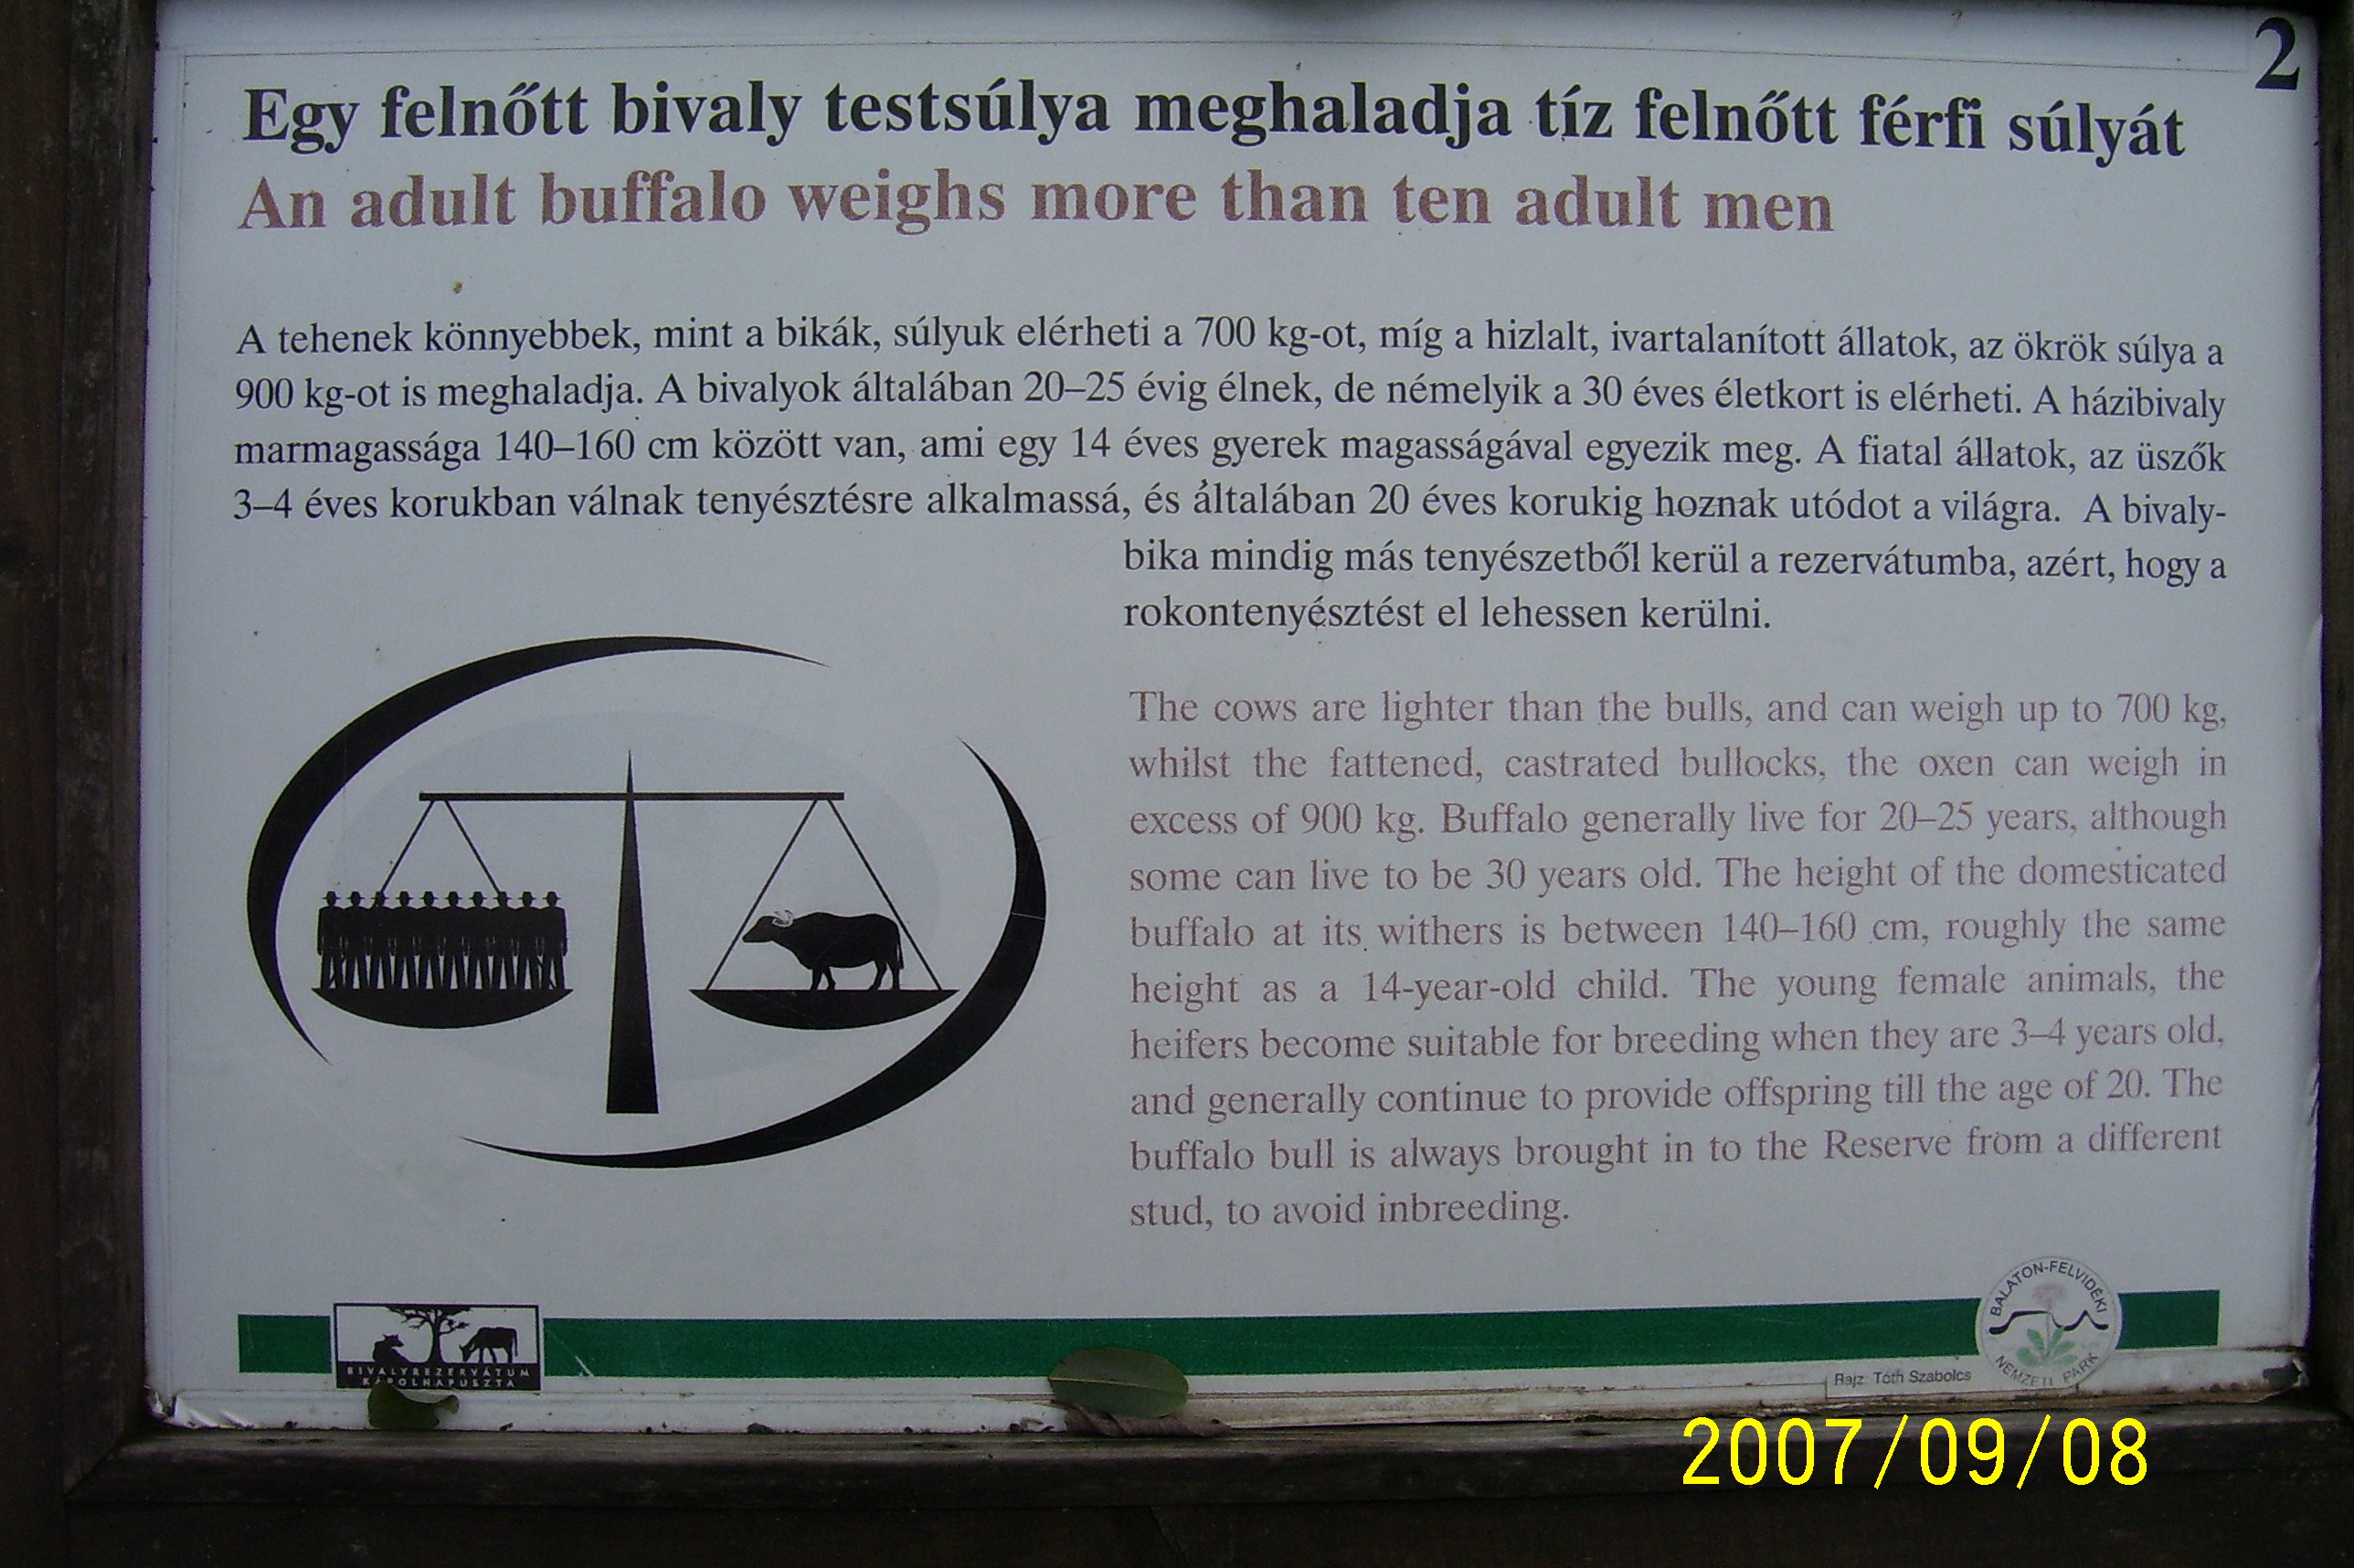 2
Egy felnőtt bivaly testsúlya meghaladja tíz felnőtt férfi súlyát
An adult buffalo weighs more than ten adult men
A tehenek könnyebbek, mint a bikák, súlyuk elérheti a 700 kg-ot, míg a hizlalt, ivartalanított állatok, az ökrök súlya a
900 kg-ot is meghaladja. A bivalyok általában 20–25 évig élnek, de némelyik a 30 éves életkort is elérheti. A házibivaly
marmagassága 140–160 cm között van, ami egy 14 éves gyerek magasságával egyezik meg. A fiatal állatok, az üszők
3–4 éves korukban válnak tenyésztésre alkalmassá, és általában 20 éves korukig hoznak utódot a világra. A bivaly-
bika mindig más tenyészetből kerül a rezervátumba, azért, hogy a
rokontenyésztést el lehessen kerülni.
The cows are lighter than the bulls, and can weigh up to 700 kg,
whilst the fattened, castrated bullocks, the oxen can weigh in
excess of 900 kg. Buffalo generally live for 20–25 years, although
some can live to be 30 years old. The height of the domesticated
buffalo at its withers is between 140–160 cm, roughly the same
height as a 14-year-old child. The young female animals, the
heifers become suitable for breeding when they are 3–4 years old,
and generally continue to provide offspring till the age of 20. The
buffalo bull is always brought in to the Reserve from a different
stud, to avoid inbreeding.
BIVALYREZERVÁTUM
KÁPOLNAPUSZTA
BALATON-FELVIDÉKI
NEMZETI PARK
Rajz: Tóth Szabolcs
2007/09/08